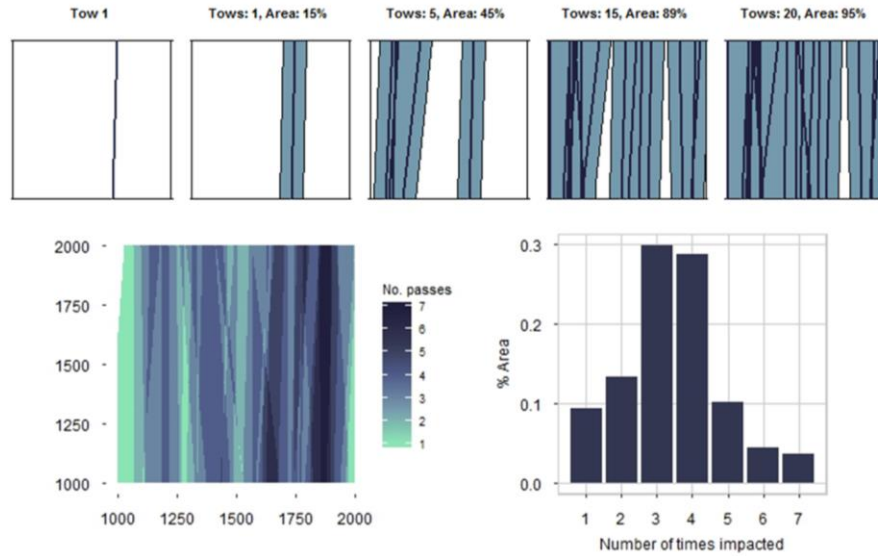 Tow 1
Tows: 1, Area: 15%
Tows: 5, Area: 45%
Tows: 15, Area: 89%
Tows: 20, Area: 95%
2000
1750
1500
1250
1000
1000 1250 1500 1750 2000
No. passes
7
6
5
4
3
2
1
% Area
0.3
0.2
0.1
0.0
1 2 3 4 5 6 7
Number of times impacted